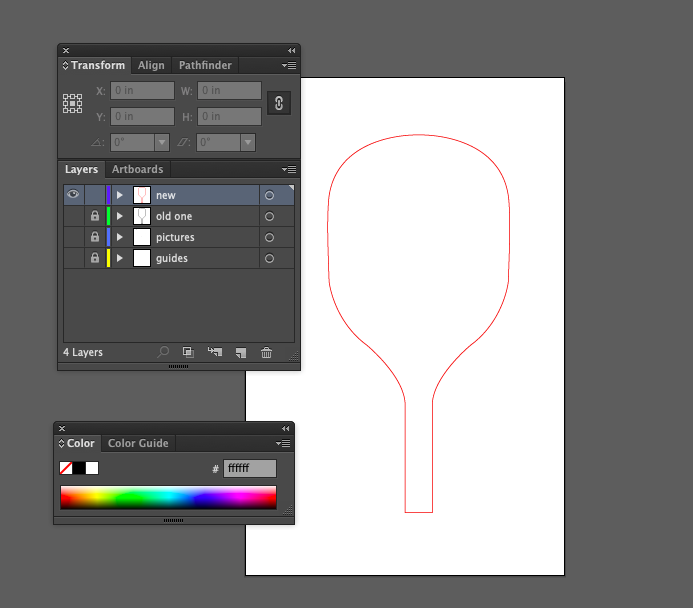 Transform Align Pathfinder
X: 0 in W: 0 in
Y: 0 in H: 0 in
0° 0°
Layers Artboards
new
old one
pictures
guides
4 Layers
Color Color Guide
# ffffff